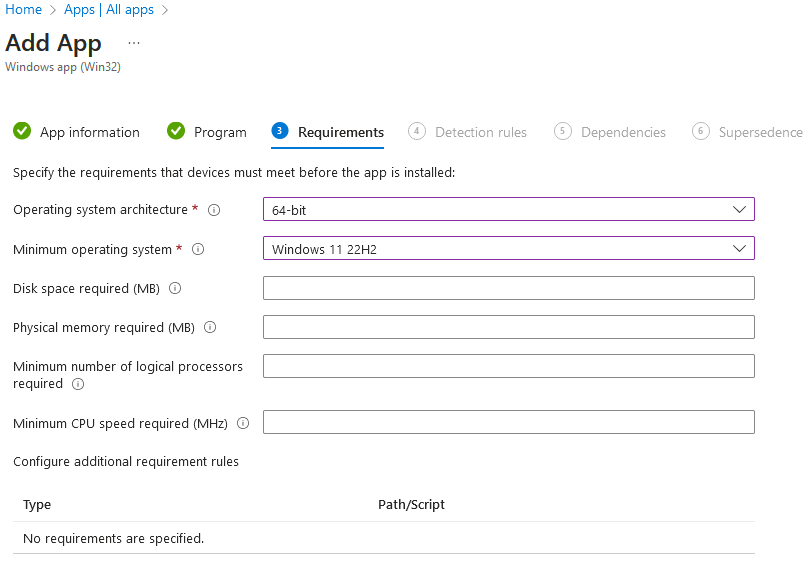 Home > Apps | All apps >
Add App ...
Windows app (Win32)
App information Program 3 Requirements 4 Detection rules 5 Dependencies 6 Supersedence
Specify the requirements that devices must meet before the app is installed:
Operating system architecture * 64-bit
Minimum operating system * Windows 11 22H2
Disk space required (MB)
Physical memory required (MB)
Minimum number of logical processors
required
Minimum CPU speed required (MHz)
Configure additional requirement rules
Type Path/Script
No requirements are specified.